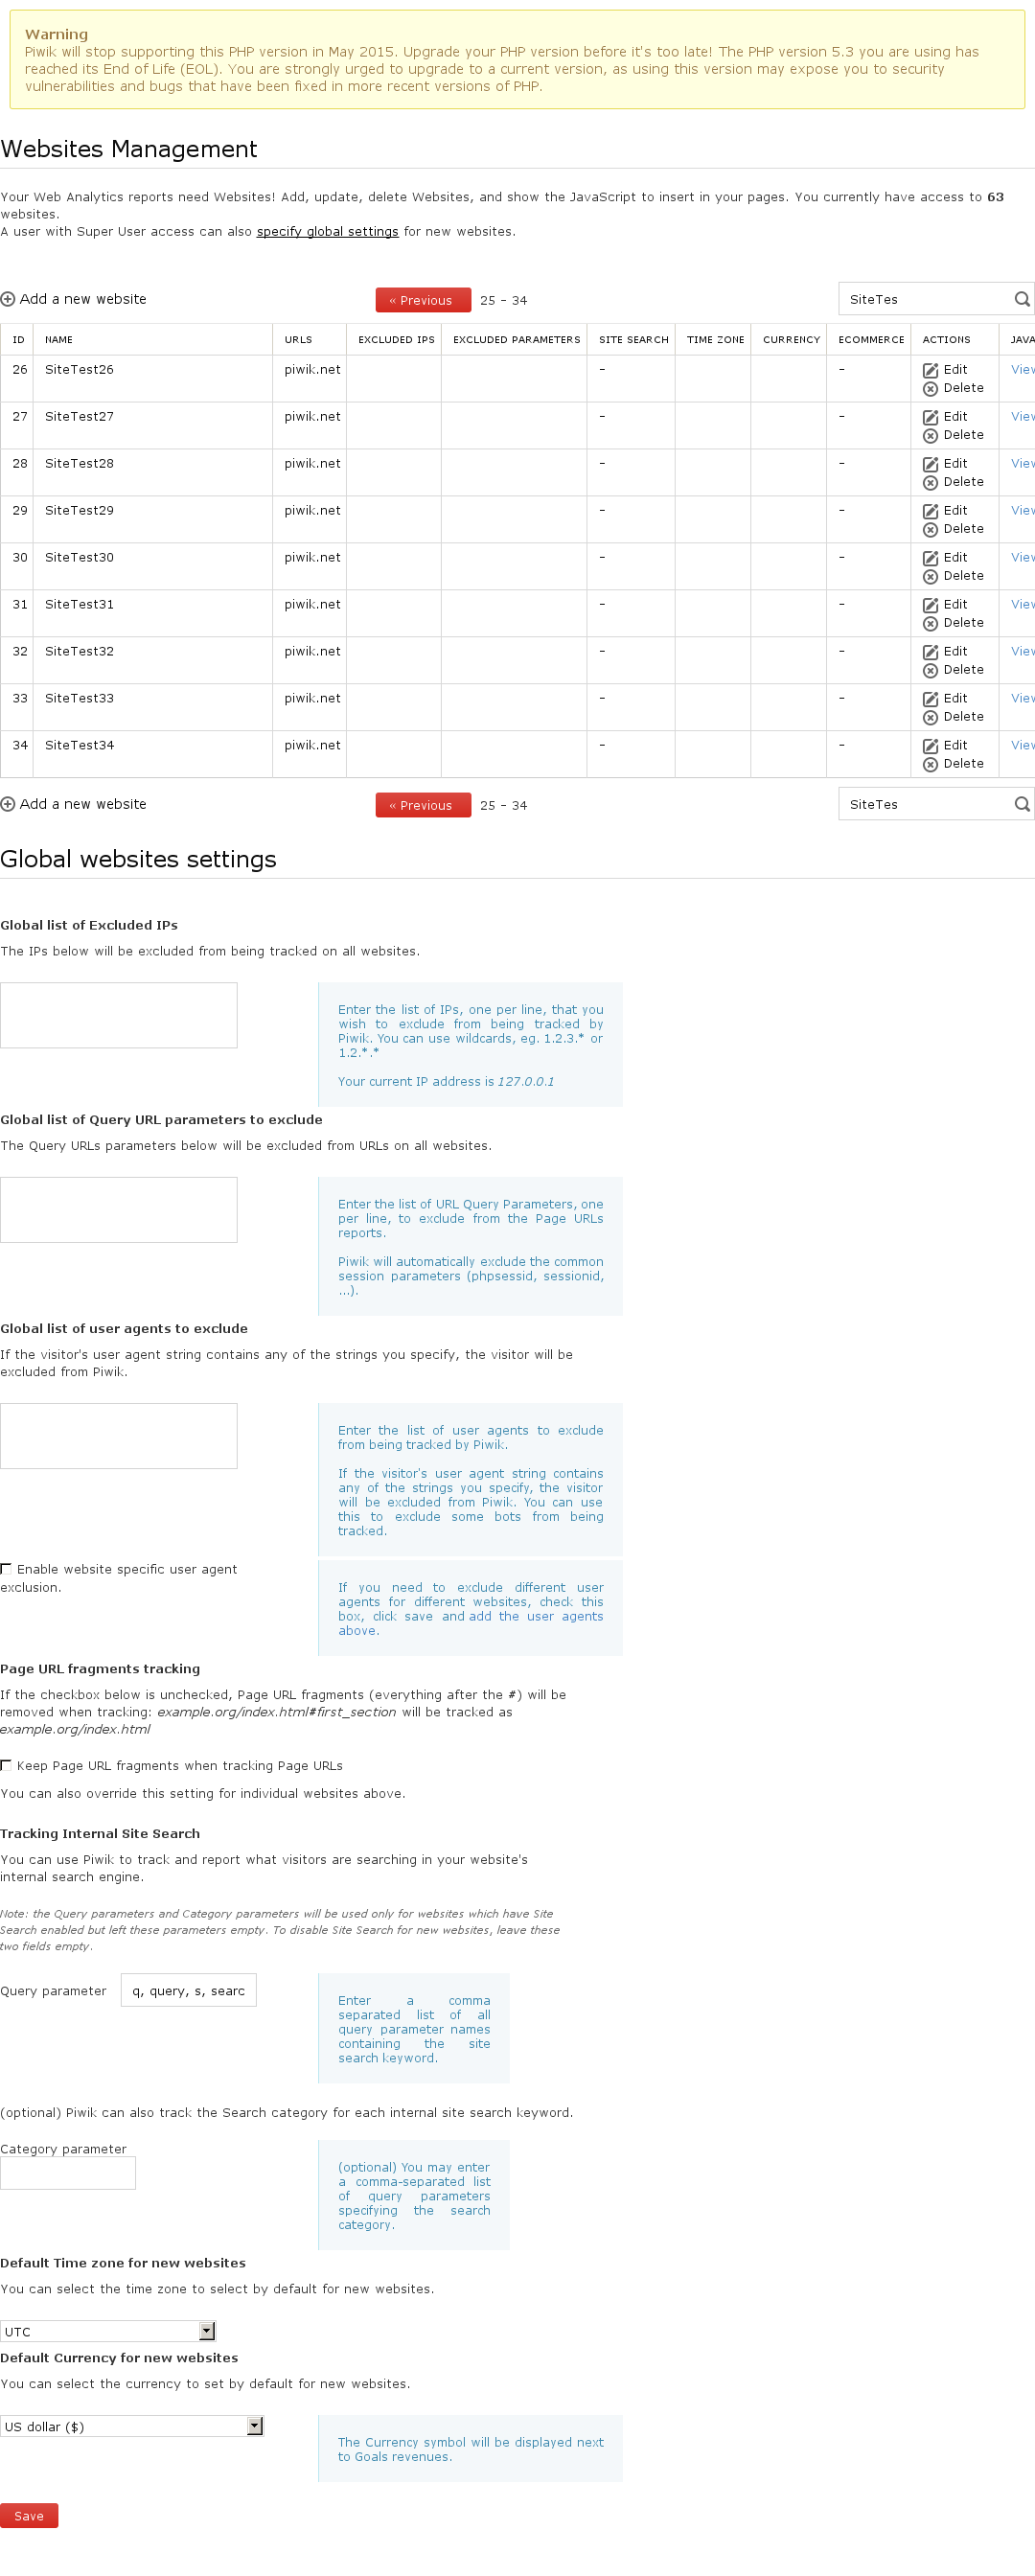 Warning
Piwik will stop supporting this PHP version in May 2015. Upgrade your PHP version before it's too late! The PHP version 5.3 you are using has
reached its End of Life (EOL). You are strongly urged to upgrade to a current version, as using this version may expose you to security
vulnerabilities and bugs that have been fixed in more recent versions of PHP.
Websites Management
Your Web Analytics reports need Websites! Add, update, delete Websites, and show the JavaScript to insert in your pages. You currently have access to 63
websites.
A user with Super User access can also specify global settings for new websites.
Add a new website « Previous 25 - 34 SiteTes
ID NAME URLS EXCLUDED IPS EXCLUDED PARAMETERS SITE SEARCH TIME ZONE CURRENCY ECOMMERCE ACTIONS JAVA
26 SiteTest26 piwik.net - - Edit View
Delete
27 SiteTest27 piwik.net - - Edit View
Delete
28 SiteTest28 piwik.net - - Edit View
Delete
29 SiteTest29 piwik.net - - Edit View
Delete
30 SiteTest30 piwik.net - - Edit View
Delete
31 SiteTest31 piwik.net - - Edit View
Delete
32 SiteTest32 piwik.net - - Edit View
Delete
33 SiteTest33 piwik.net - - Edit View
Delete
34 SiteTest34 piwik.net - - Edit View
Delete
Add a new website « Previous 25 - 34 SiteTes
Global websites settings
Global list of Excluded IPs
The IPs below will be excluded from being tracked on all websites.
Enter the list of IPs, one per line, that you
wish to exclude from being tracked by
Piwik. You can use wildcards, eg. 1.2.3.* or
1.2.*.*
Your current IP address is 127.0.0.1
Global list of Query URL parameters to exclude
The Query URLs parameters below will be excluded from URLs on all websites.
Enter the list of URL Query Parameters, one
per line, to exclude from the Page URLs
reports.
Piwik will automatically exclude the common
session parameters (phpsessid, sessionid,
...).
Global list of user agents to exclude
If the visitor's user agent string contains any of the strings you specify, the visitor will be
excluded from Piwik.
Enter the list of user agents to exclude
from being tracked by Piwik.
If the visitor's user agent string contains
any of the strings you specify, the visitor
will be excluded from Piwik. You can use
this to exclude some bots from being
tracked.
Enable website specific user agent
exclusion.
If you need to exclude different user
agents for different websites, check this
box, click save and add the user agents
above.
Page URL fragments tracking
If the checkbox below is unchecked, Page URL fragments (everything after the #) will be
removed when tracking: example.org/index.html#first_section will be tracked as
example.org/index.html
Keep Page URL fragments when tracking Page URLs
You can also override this setting for individual websites above.
Tracking Internal Site Search
You can use Piwik to track and report what visitors are searching in your website's
internal search engine.
Note: the Query parameters and Category parameters will be used only for websites which have Site
Search enabled but left these parameters empty. To disable Site Search for new websites, leave these
two fields empty.
Query parameter q, query, s, searc
Enter a comma
separated list of all
query parameter names
containing the site
search keyword.
(optional) Piwik can also track the Search category for each internal site search keyword.
Category parameter
(optional) You may enter
a comma-separated list
of query parameters
specifying the search
category.
Default Time zone for new websites
You can select the time zone to select by default for new websites.
UTC
Default Currency for new websites
You can select the currency to set by default for new websites.
US dollar ($)
The Currency symbol will be displayed next
to Goals revenues.
Save